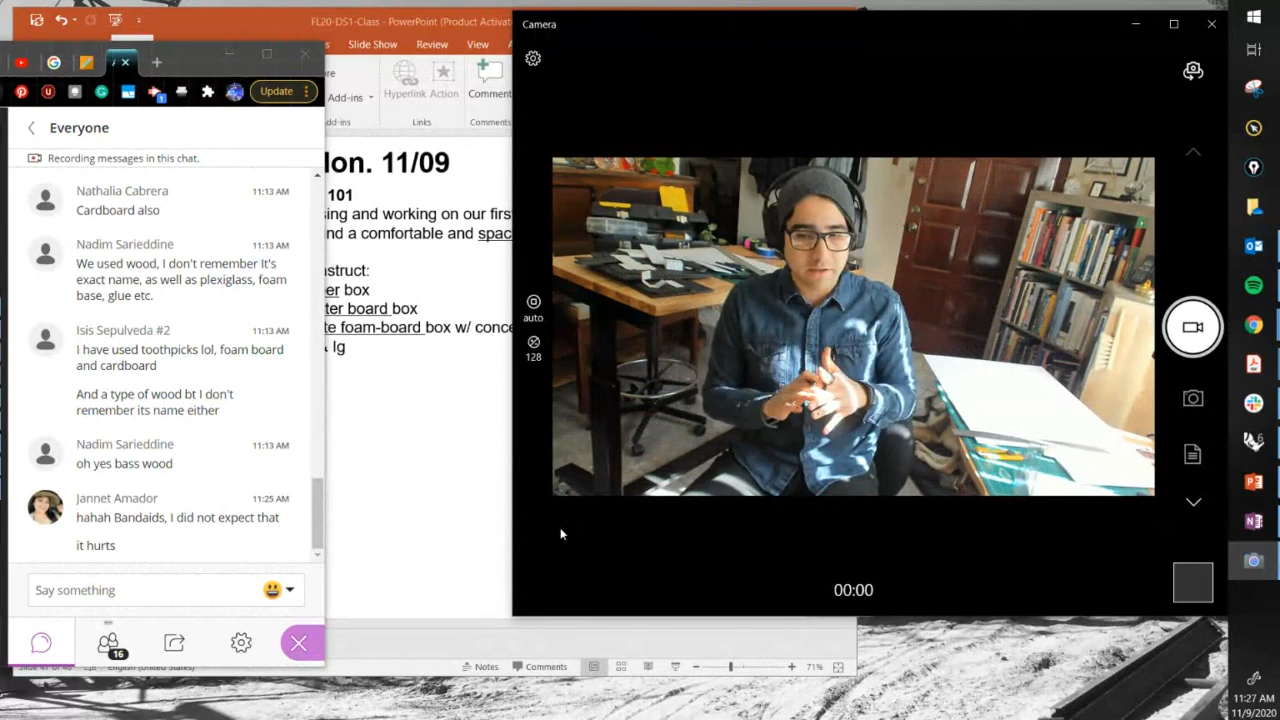 FL20-DS1-Class - PowerPoint (Product Activat
Slide Show Review View
Update
Add-ins
Hyperlink Action
Comment
dd-ins Links Comments
Everyone
Recording messages in this chat.
Nathalia Cabrera 11:13 AM
Cardboard also
Nadim Sarieddine 11:13 AM
We used wood, I don't remember It's
exact name, as well as plexiglass, foam
base, glue etc.
Isis Sepulveda #2 11:13 AM
I have used toothpicks lol, foam board
and cardboard
And a type of wood bt I don't
remember its name either
Nadim Sarieddine 11:13 AM
oh yes bass wood
Jannet Amador 11:25 AM
hahah Bandaids, I did not expect that
it hurts
Say something
16
on. 11/09
101
sing and working on our firs
nd a comfortable and spac
nstruct:
er box
ter board box
te foam-board box w/ conce
& lg
English (United States)
Notes Comments 71%
Camera
auto
128
00:00
11:27 AM
11/9/2020